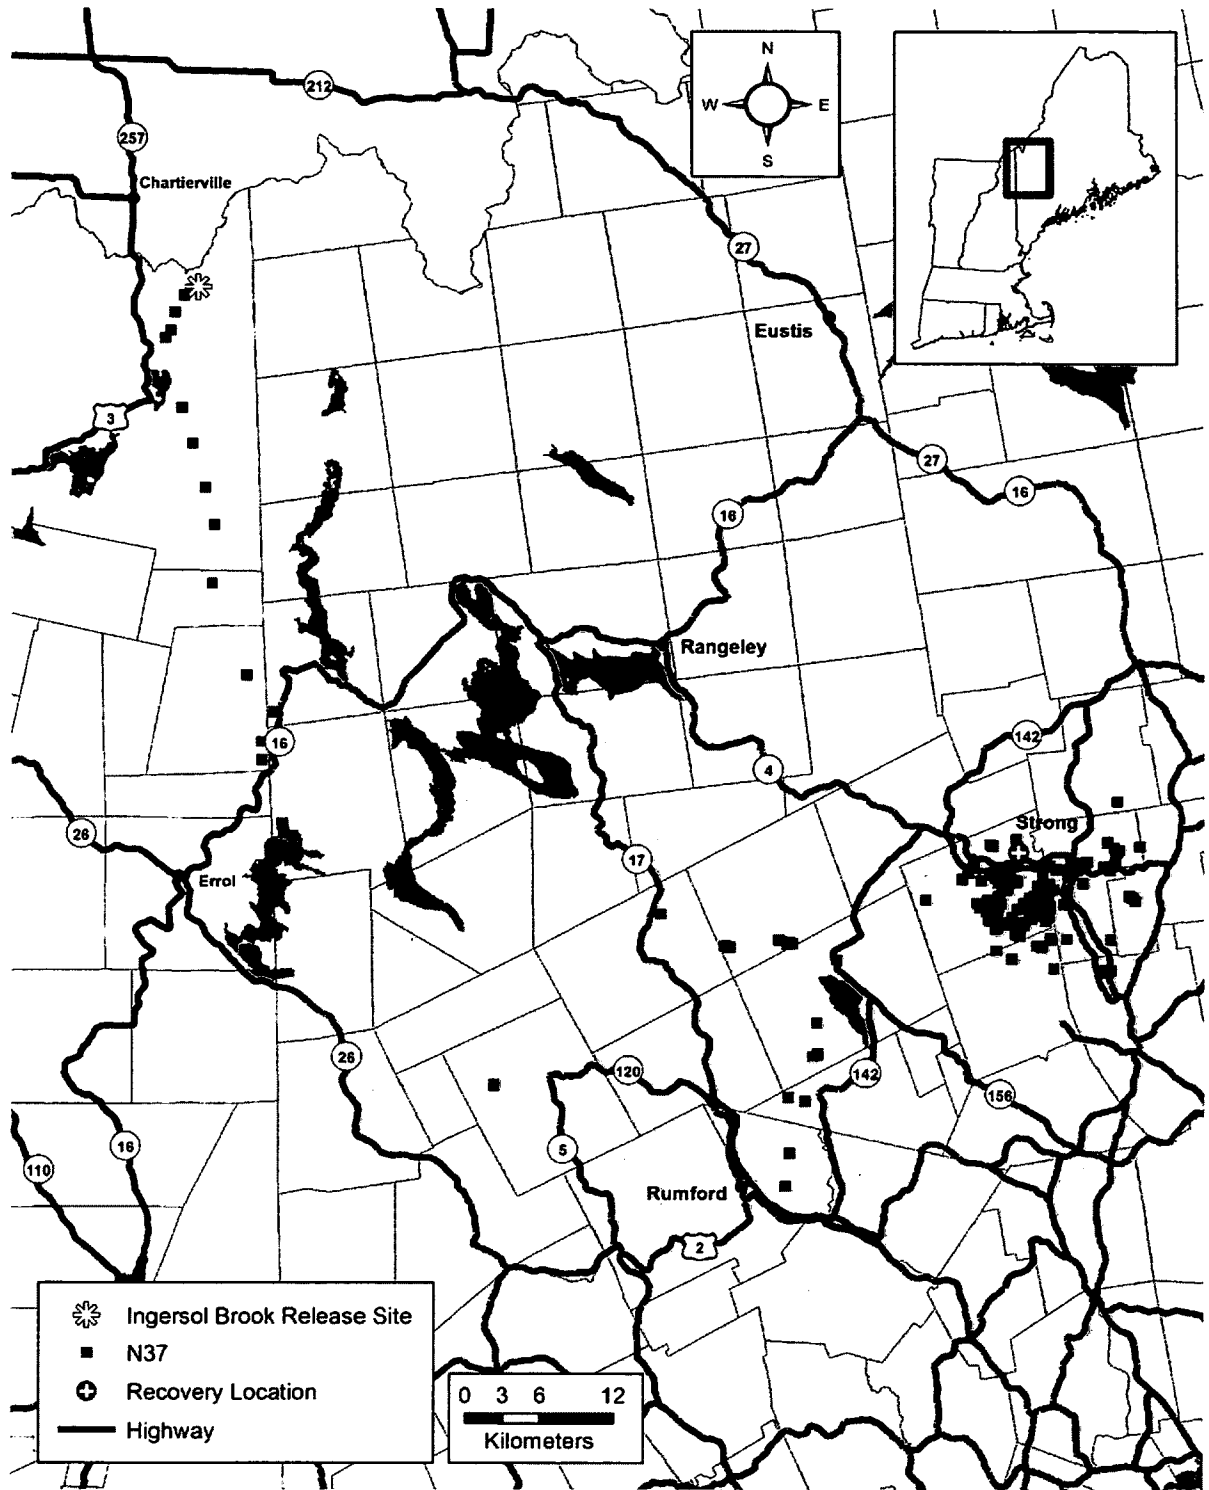 N
212
257
W E
Chartierville
S
27
Eustis
3
27
16
16
Rangeley
142
16
4
Strong
26
17
Errol
26
120
142
156
5
16
110
Rumford
2
Ingersol Brook Release Site
N37
Recovery Location
Highway
0 3 6 12
Kilometers